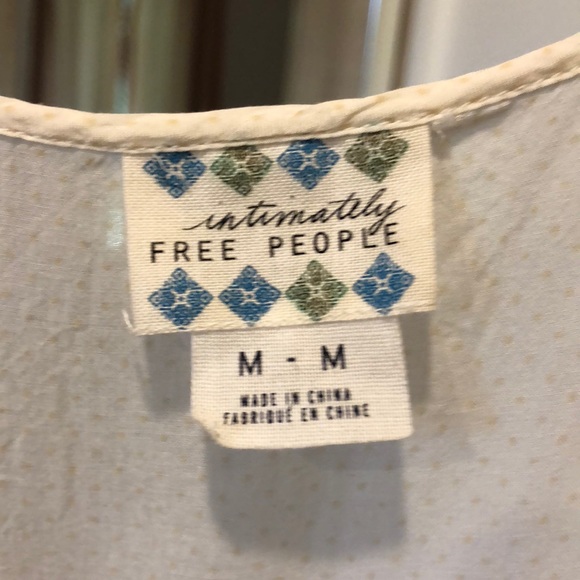 intimately
FREE PEOPLE
M - M
MADE IN CHINA
FABRIQUÉ EN CHINE